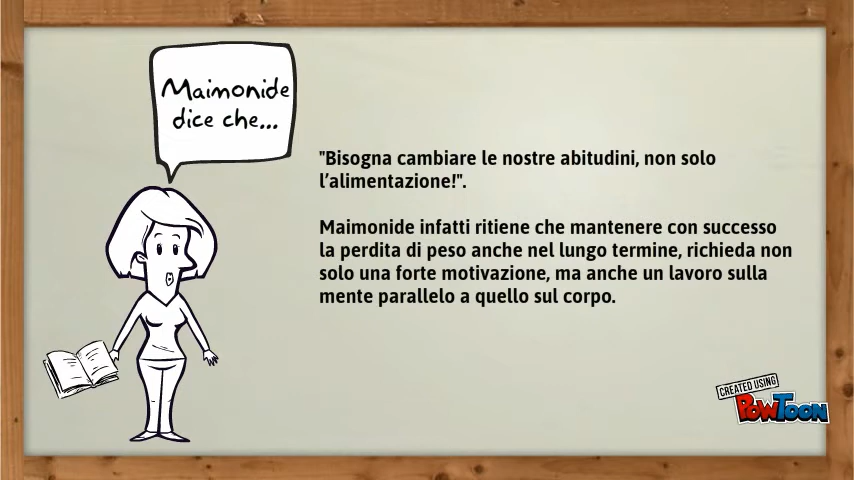 Maimonide
dice che...
"Bisogna cambiare le nostre abitudini, non solo
l’alimentazione!".
Maimonide infatti ritiene che mantenere con successo
la perdita di peso anche nel lungo termine, richieda non
solo una forte motivazione, ma anche un lavoro sulla
mente parallelo a quello sul corpo.
CREATED USING
POWTOON